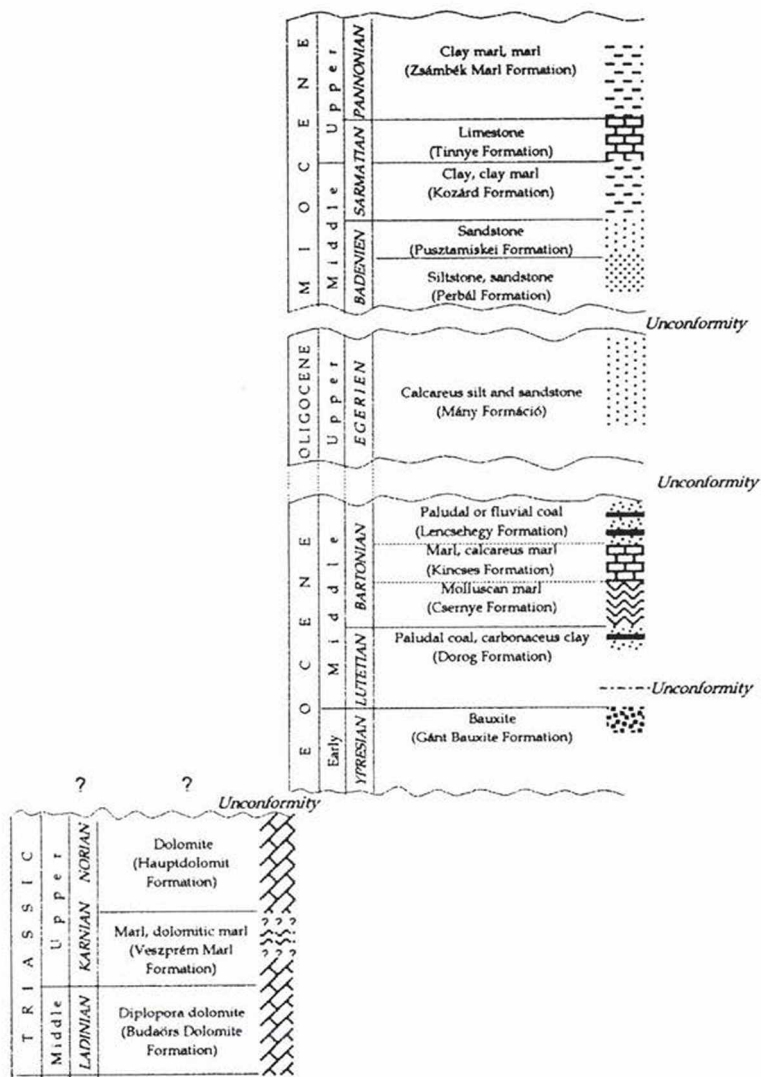 MIOCENE
Upper
Middle
PANNONIAN
SARMATIAN
BADENIEN
Clay marl, marl
(Zsámbék Marl Formation)
Limestone
(Tinnye Formation)
Clay, clay marl
(Kozárd Formation)
Sandstone
(Pusztamiskei Formation)
Siltstone, sandstone
(Perbál Formation)
Unconformity
OLIGOCENE
Upper
EGERIEN
Calcareus silt and sandstone
(Mány Formáció)
Unconformity
EOCENE
Middle
Early
BARTONIAN
LUTETIAN
YPRESIAN
Paludal or fluvial coal
(Lencsehegy Formation)
Marl, calcareus marl
(Kincses Formation)
Molluscan marl
(Csernye Formation)
Paludal coal, carbonaceus clay
(Dorog Formation)
Unconformity
Bauxite
(Gánt Bauxite Formation)
? ?
Unconformity
TRIASSIC
Upper
Middle
NORIAN
KARNIAN
LADINIAN
Dolomite
(Hauptdolomit
Formation)
? ? ?
Marl, dolomitic marl
(Veszprém Marl
Formation)
? ? ?
Diplopora dolomite
(Budaörs Dolomite
Formation)